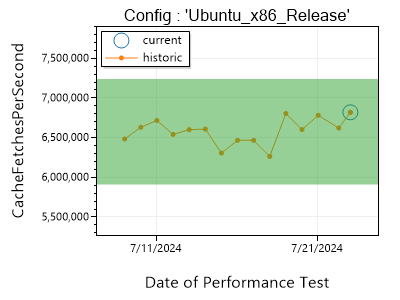 Config : 'Ubuntu_x86_Release'
current
historic
7,500,000
7,000,000
6,500,000
6,000,000
5,500,000
CacheFetchesPerSecond
7/11/2024
7/21/2024
Date of Performance Test